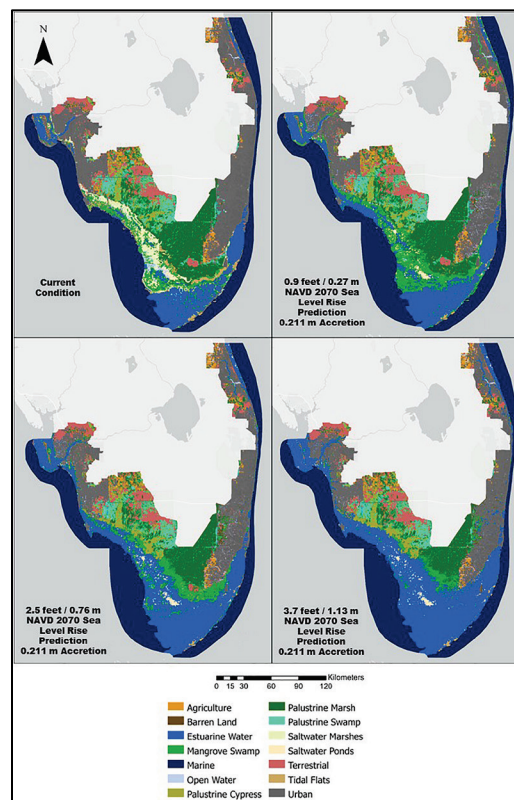 N
Current
Condition
0.9 feet / 0.27 m
NAVD 2070 Sea
Level Rise
Prediction
0.211 m Accretion
2.5 feet / 0.76 m
NAVD 2070 Sea
Level Rise
Prediction
0.211 m Accretion
3.7 feet / 1.13 m
NAVD 2070 Sea
Level Rise
Prediction
0.211 m Accretion
Kilometers
0 15 30 60 90 120
Agriculture
Barren Land
Estuarine Water
Mangrove Swamp
Marine
Open Water
Palustrine Cypress
Palustrine Marsh
Palustrine Swamp
Saltwater Marshes
Saltwater Ponds
Terrestrial
Tidal Flats
Urban